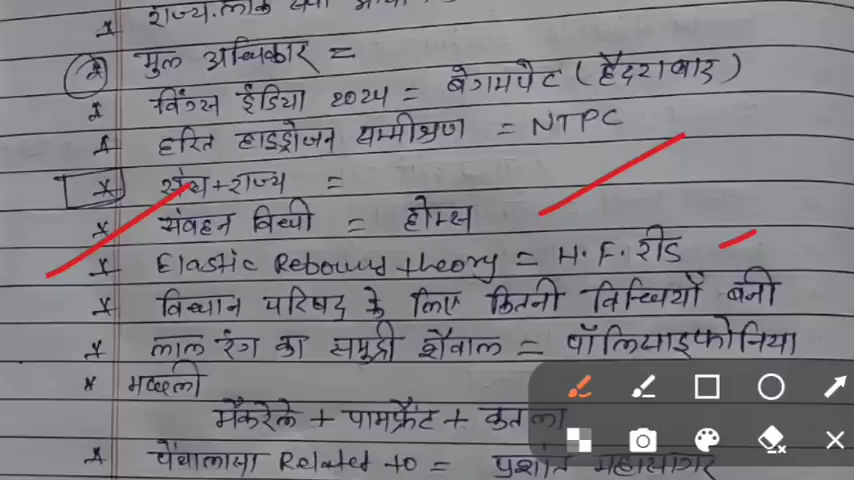 * राज्य लोक सेवा
* मुल अधिकार =
* विंग्स इंडिया 2024 = बेगमपेट (हैदराबाद)
* हरित हाइड्रोजन सम्मीश्रण = NTPC
* संघ+राज्य =
* संवहन विधी = होम्स
* Elastic Rebound theory = H. F. रीड
* विधान परिषद के लिए कितनी विधियाँ बनी
* लाल रंग का समुद्री शैवाल = पॉलिसाइफोनिया
* मछली
मैकरेले + पामफ्रेंट + कतला
* पैंथालासा Related to = प्रशांत महासागर